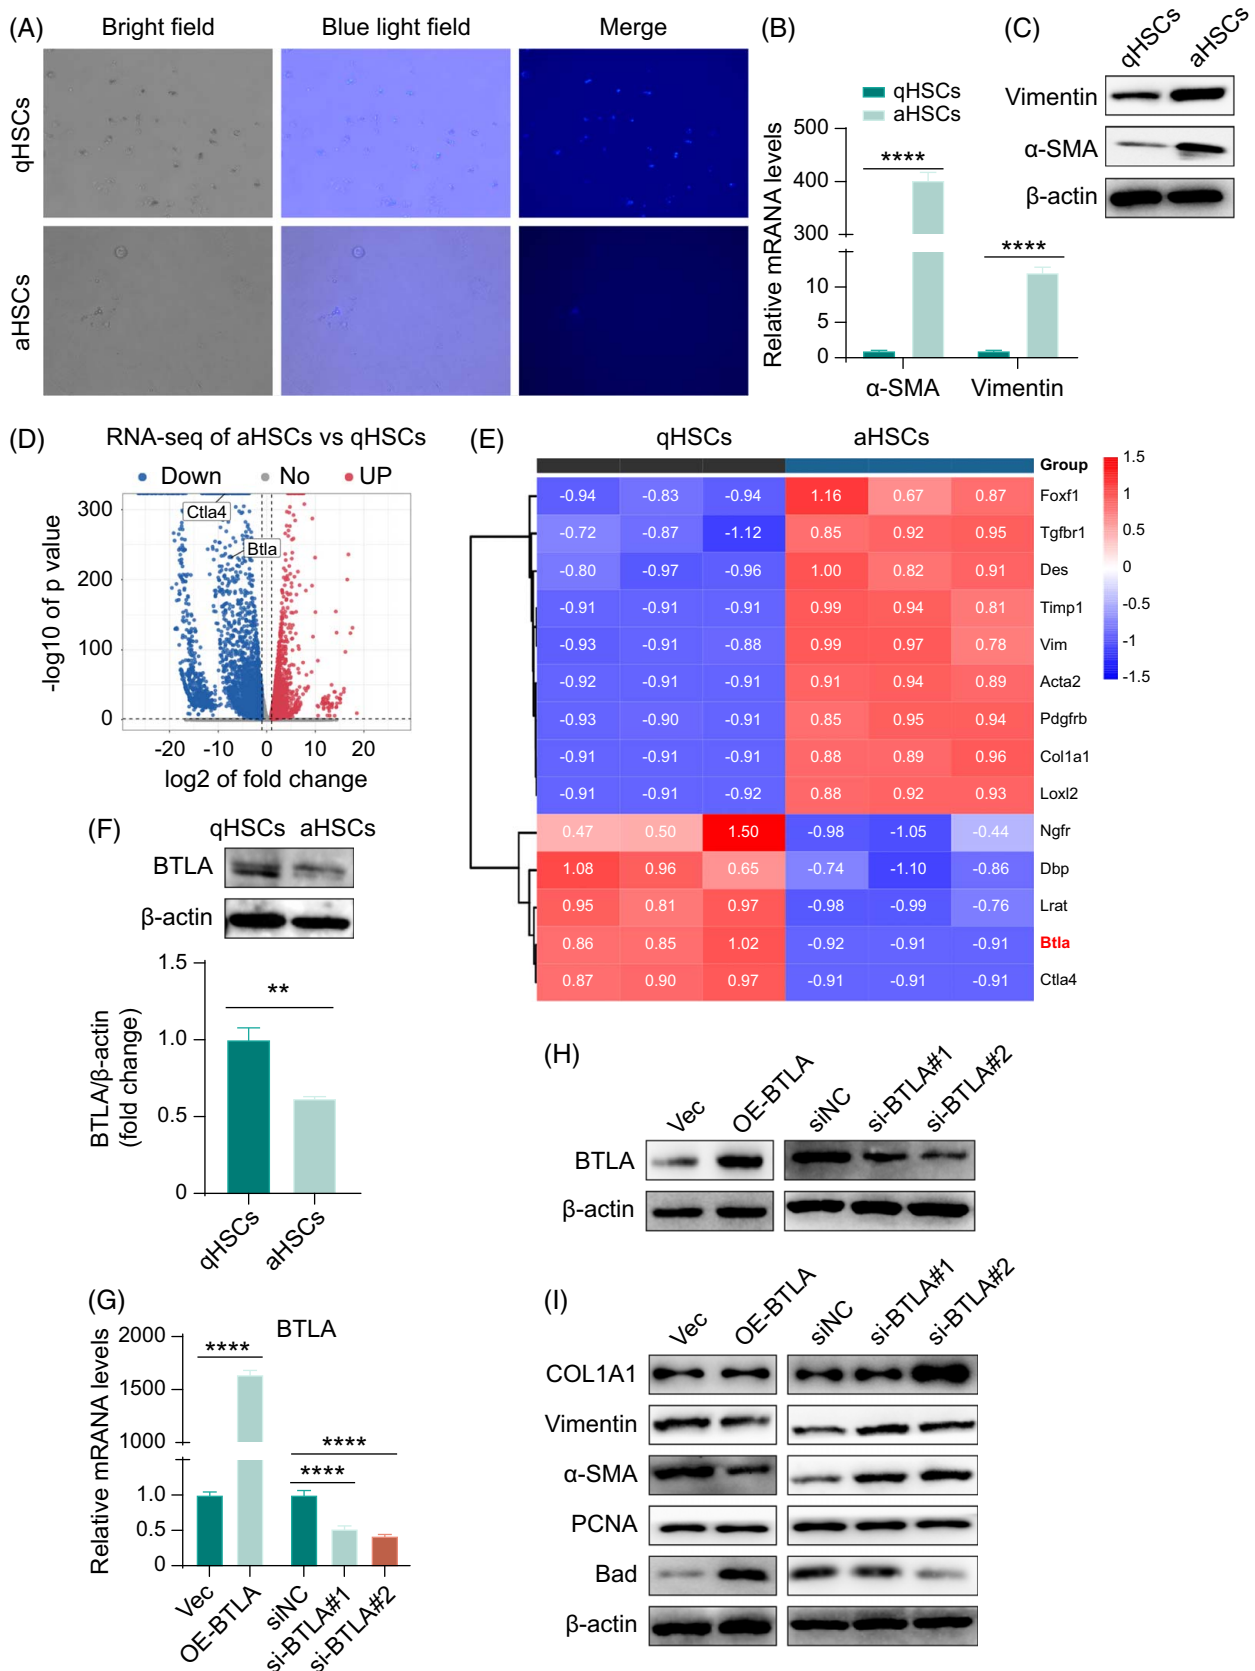 (A)
Bright field
Blue light field
Merge
qHSCs
aHSCs
(B)
qHSCs
aHSCs
Relative mRANA levels
500
400
300
10
5
0
****
****
α-SMA
Vimentin
(C)
qHSCs
aHSCs
Vimentin
α-SMA
β-actin
(D)
RNA-seq of aHSCs vs qHSCs
Down
No
UP
Ctla4
Btla
-log10 of p value
300
200
100
0
-20 -10 0 10 20
log2 of fold change
(E)
qHSCs
aHSCs
Group
-0.94 -0.83 -0.94 1.16 0.67 0.87 Foxf1
-0.72 -0.87 -1.12 0.85 0.92 0.95 Tgfbr1
-0.80 -0.97 -0.96 1.00 0.82 0.91 Des
-0.91 -0.91 -0.91 0.99 0.94 0.81 Timp1
-0.93 -0.91 -0.88 0.99 0.97 0.78 Vim
-0.92 -0.91 -0.91 0.91 0.94 0.89 Acta2
-0.93 -0.90 -0.91 0.85 0.95 0.94 Pdgfrb
-0.91 -0.91 -0.91 0.88 0.89 0.96 Col1a1
-0.91 -0.91 -0.92 0.88 0.92 0.93 Loxl2
0.47 0.50 1.50 -0.98 -1.05 -0.44 Ngfr
1.08 0.96 0.65 -0.74 -1.10 -0.86 Dbp
0.95 0.81 0.97 -0.98 -0.99 -0.76 Lrat
0.86 0.85 1.02 -0.92 -0.91 -0.91 Btla
0.87 0.90 0.97 -0.91 -0.91 -0.91 Ctla4
1.5
1
0.5
0
-0.5
-1
-1.5
(F)
qHSCs aHSCs
BTLA
β-actin
BTLA/β-actin
(fold change)
1.5
1.0
0.5
0
**
qHSCs
aHSCs
(G)
BTLA
Relative mRANA levels
2000
1500
1000
1.0
0.5
0
****
****
****
Vec
OE-BTLA
siNC
si-BTLA#1
si-BTLA#2
(H)
Vec
OE-BTLA
siNC
si-BTLA#1
si-BTLA#2
BTLA
β-actin
(I)
Vec
OE-BTLA
siNC
si-BTLA#1
si-BTLA#2
COL1A1
Vimentin
α-SMA
PCNA
Bad
β-actin